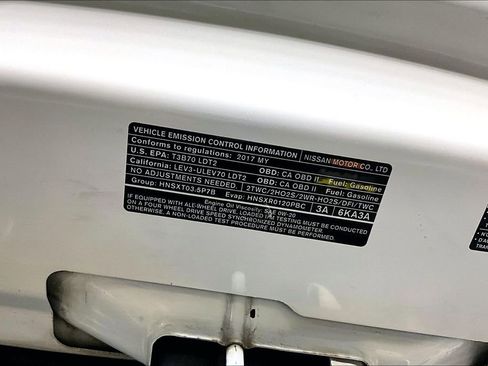 VEHICLE EMISSION CONTROL INFORMATION NISSAN MOTOR CO., LTD
Conforms to regulations: 2017 MY
U.S. EPA: T3B70 LDT2 OBD: CA OBD II Fuel: Gasoline
California: LEV3-ULEV70 LDT2 OBD: CA OBD II Fuel: Gasoline
NO ADJUSTMENTS NEEDED. 2TWC/2HO2S/2WR-HO2S/DFI/TWC
Group: HNSXT03.5P7B
Evap: HNSXR0120PBC 3A 6KA3A
Engine Oil Viscosity: SAE 0W-20
IF EQUIPPED WITH ALL-WHEEL DRIVE, LOADED I/M TESTING MUST BE CONDUCTED
ON A FOUR WHEEL DRIVE SPEED SYNCHRONIZED DYNAMOMETER
OR A NON-LOADED TEST PROCEDURE MUST BE PERFORMED.